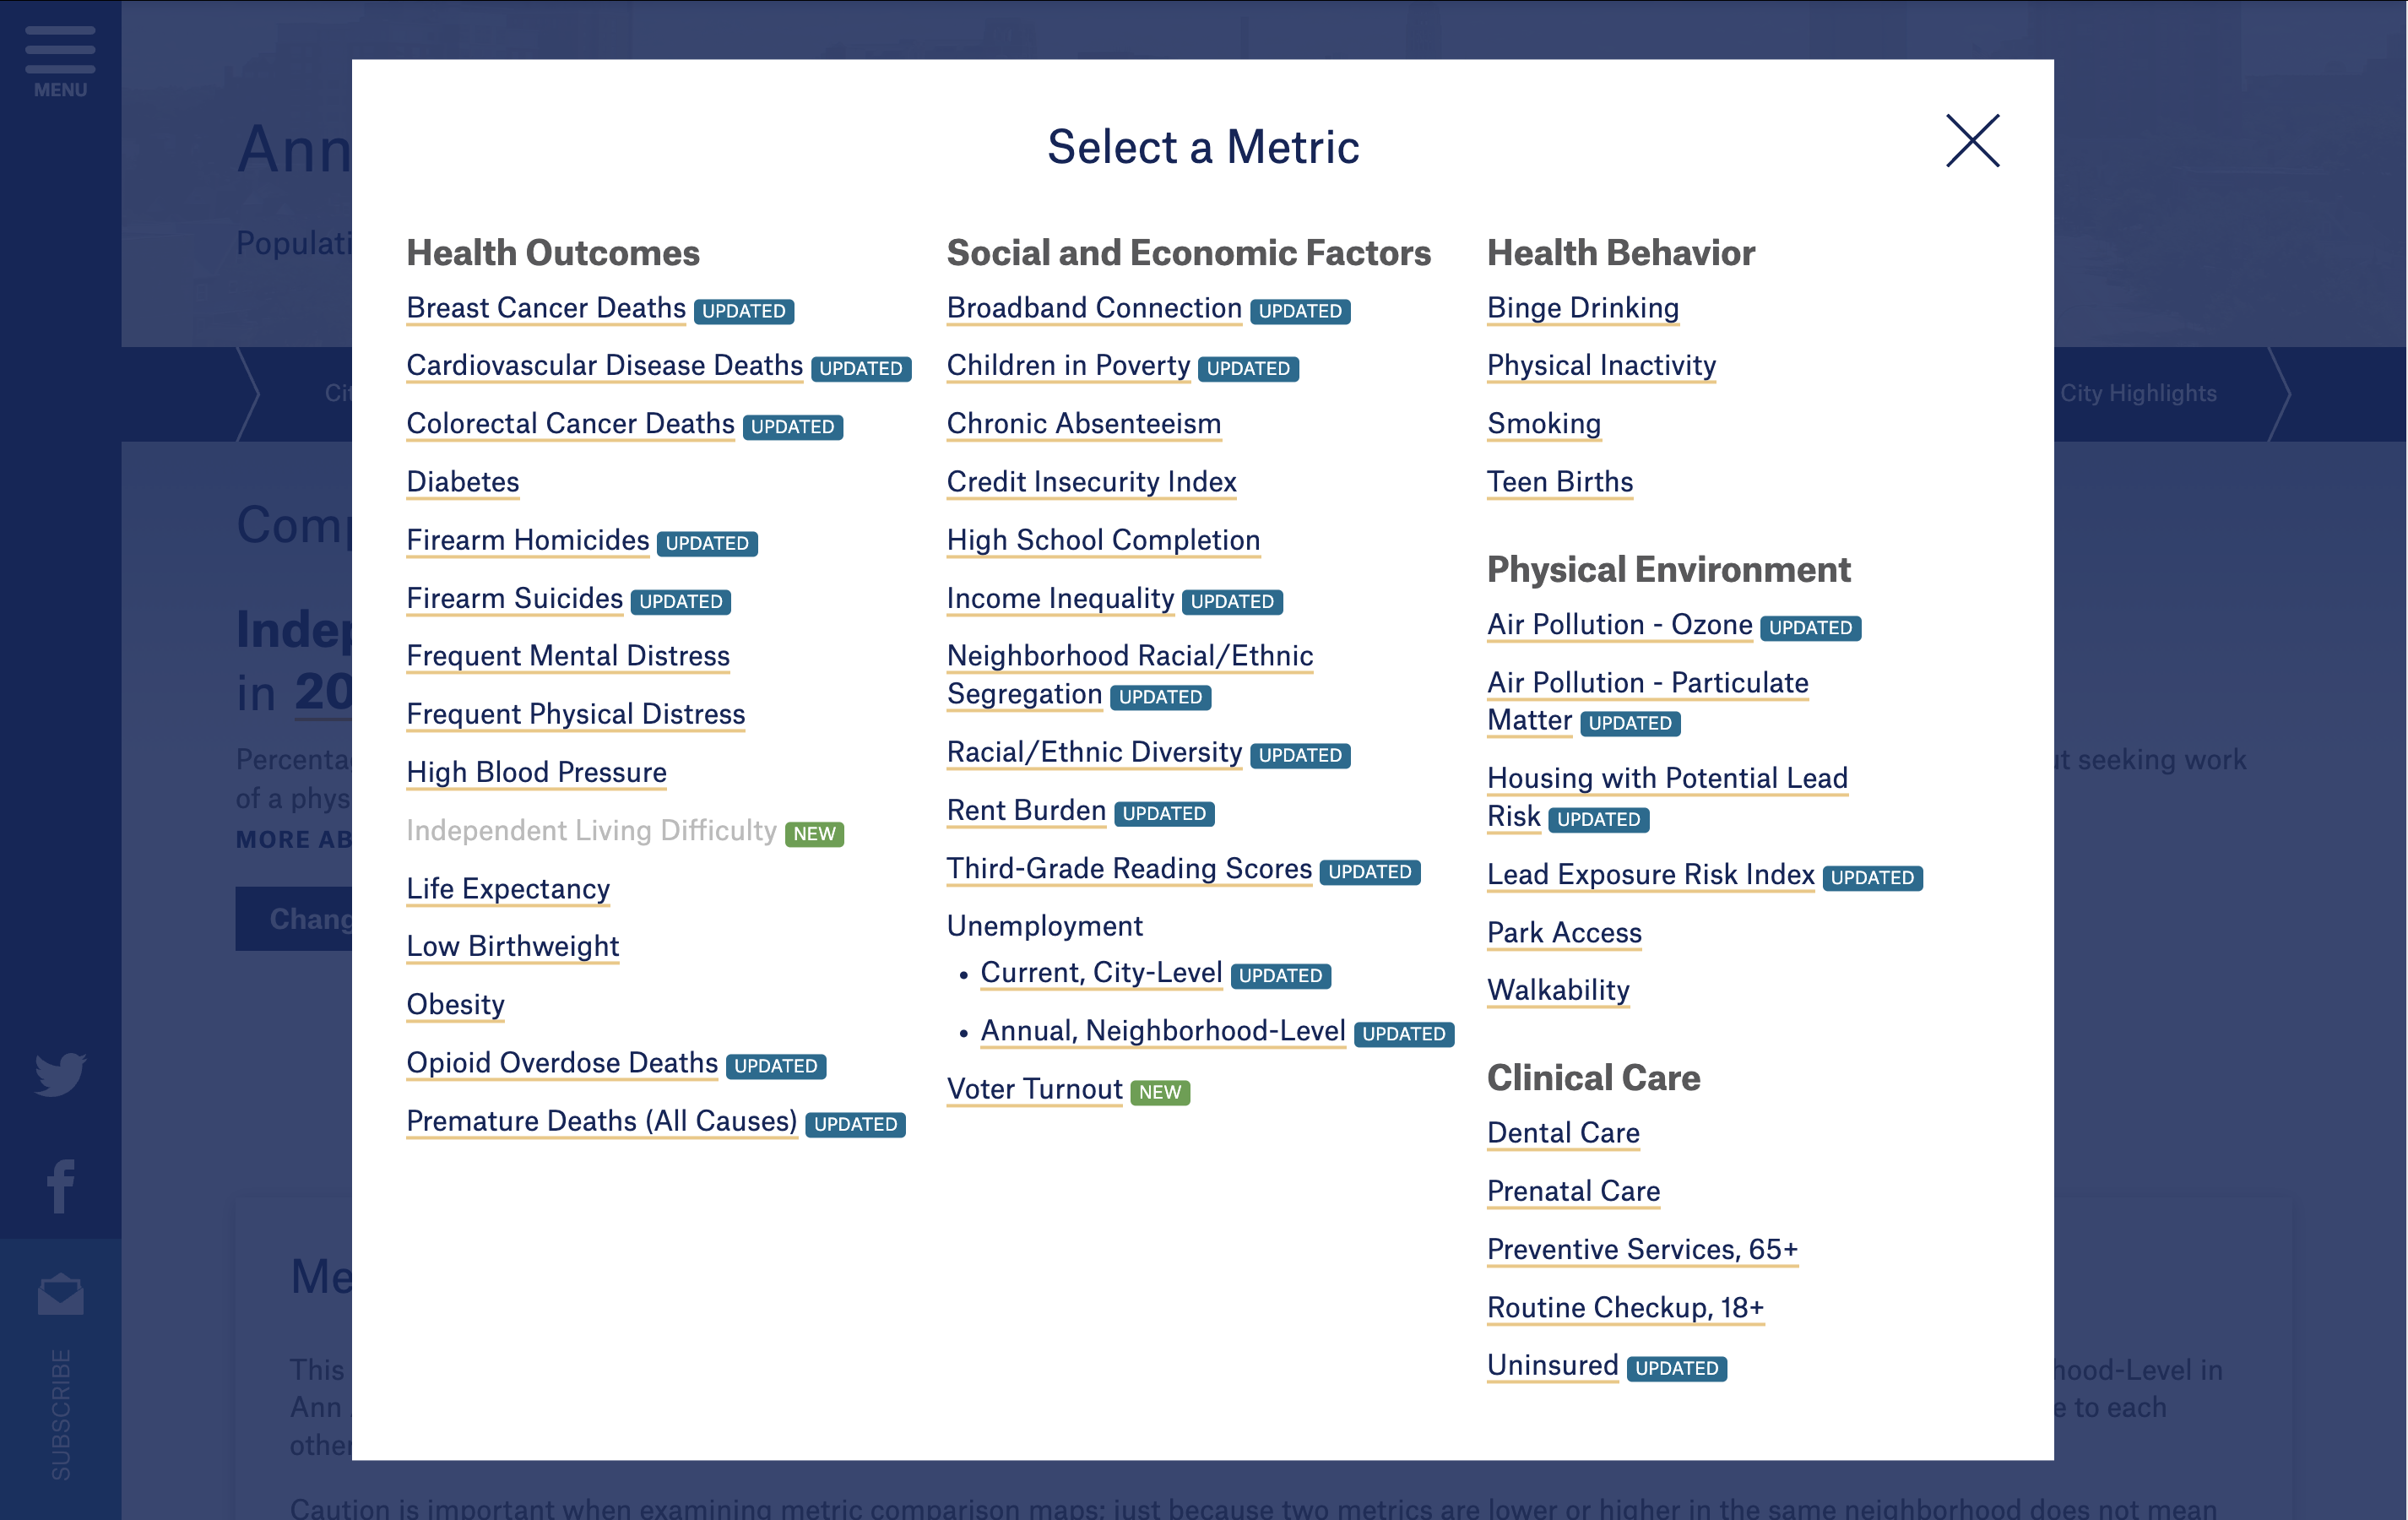 MENU
Ann
Populati
City Highlights
Comp
Indep
in 20
Percenta
of a phys
MORE AB
Chang
t seeking work
Me
This
Ann
other
hood-Level in
e to each
Caution is important when examining metric comparison maps: just because two metrics are lower or higher in the same neighborhood does not mean
SUBSCRIBE
Select a Metric
Health Outcomes
Breast Cancer Deaths UPDATED
Cardiovascular Disease Deaths UPDATED
Colorectal Cancer Deaths UPDATED
Diabetes
Firearm Homicides UPDATED
Firearm Suicides UPDATED
Frequent Mental Distress
Frequent Physical Distress
High Blood Pressure
Independent Living Difficulty NEW
Life Expectancy
Low Birthweight
Obesity
Opioid Overdose Deaths UPDATED
Premature Deaths (All Causes) UPDATED
Social and Economic Factors
Broadband Connection UPDATED
Children in Poverty UPDATED
Chronic Absenteeism
Credit Insecurity Index
High School Completion
Income Inequality UPDATED
Neighborhood Racial/Ethnic
Segregation UPDATED
Racial/Ethnic Diversity UPDATED
Rent Burden UPDATED
Third-Grade Reading Scores UPDATED
Unemployment
• Current, City-Level UPDATED
• Annual, Neighborhood-Level UPDATED
Voter Turnout NEW
Health Behavior
Binge Drinking
Physical Inactivity
Smoking
Teen Births
Physical Environment
Air Pollution - Ozone UPDATED
Air Pollution - Particulate
Matter UPDATED
Housing with Potential Lead
Risk UPDATED
Lead Exposure Risk Index UPDATED
Park Access
Walkability
Clinical Care
Dental Care
Prenatal Care
Preventive Services, 65+
Routine Checkup, 18+
Uninsured UPDATED